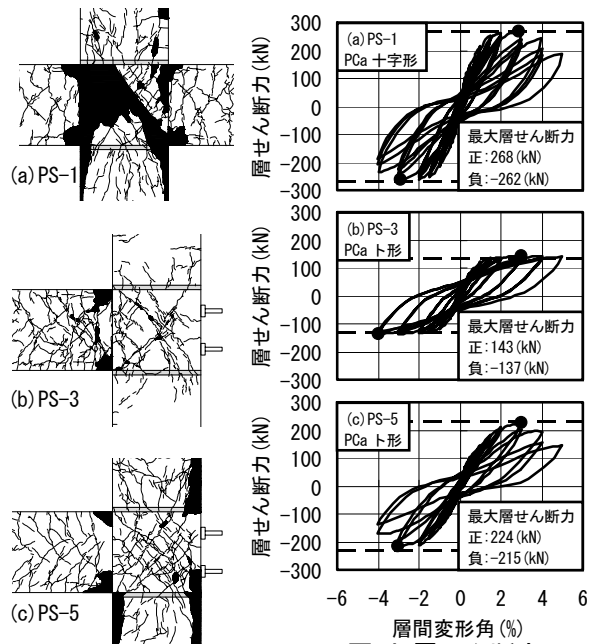 (a)PS-1
(b)PS-3
(c)PS-5
層せん断力(kN)
300
200
100
0
-100
-200
-300
(a)PS-1
PCa 十字形
最大層せん断力
正:268(kN)
負:-262(kN)
層せん断力(kN)
300
200
100
0
-100
-200
-300
(b)PS-3
PCa ト形
最大層せん断力
正:143(kN)
負:-137(kN)
層せん断力(kN)
300
200
100
0
-100
-200
-300
(c)PS-5
PCa ト形
最大層せん断力
正:224(kN)
負:-215(kN)
-6 -4 -2 0 2 4 6
層間変形角(%)